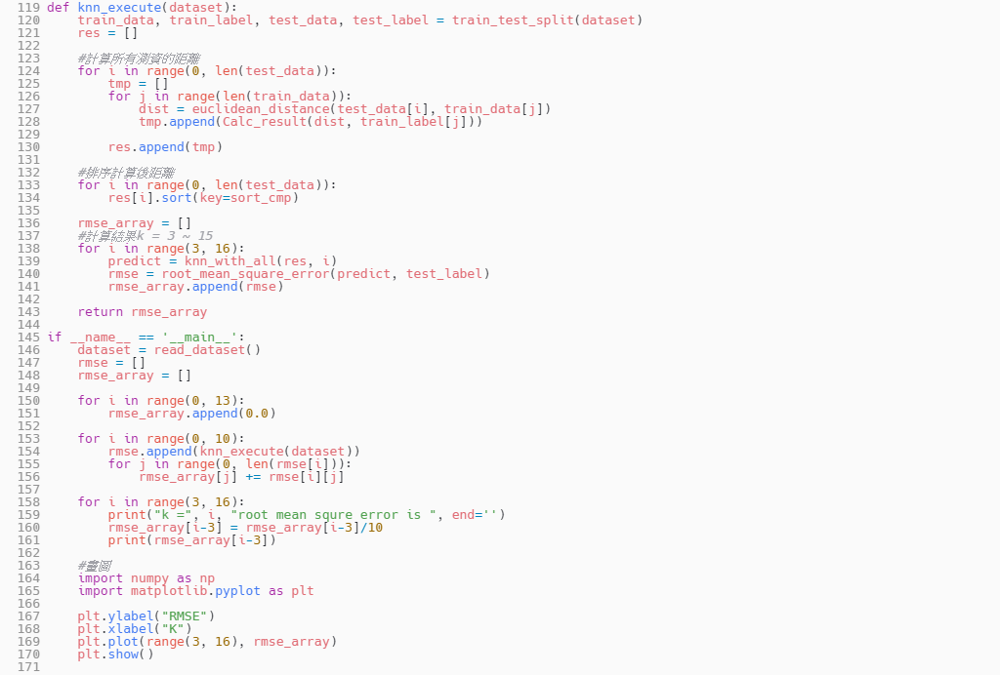 119 def knn_execute(dataset):
120     train_data, train_label, test_data, test_label = train_test_split(dataset)
121     res = []
122
123     #計算所有測資的距離
124     for i in range(0, len(test_data)):
125         tmp = []
126         for j in range(len(train_data)):
127             dist = euclidean_distance(test_data[i], train_data[j])
128             tmp.append(Calc_result(dist, train_label[j]))
129
130         res.append(tmp)
131
132     #排序計算後距離
133     for i in range(0, len(test_data)):
134         res[i].sort(key=sort_cmp)
135
136     rmse_array = []
137     #計算結果k = 3 ~ 15
138     for i in range(3, 16):
139         predict = knn_with_all(res, i)
140         rmse = root_mean_square_error(predict, test_label)
141         rmse_array.append(rmse)
142
143     return rmse_array
144
145 if __name__ == '__main__':
146     dataset = read_dataset()
147     rmse = []
148     rmse_array = []
149
150     for i in range(0, 13):
151         rmse_array.append(0.0)
152
153     for i in range(0, 10):
154         rmse.append(knn_execute(dataset))
155         for j in range(0, len(rmse[i])):
156             rmse_array[j] += rmse[i][j]
157
158     for i in range(3, 16):
159         print("k =", i, "root mean squre error is ", end='')
160         rmse_array[i-3] = rmse_array[i-3]/10
161         print(rmse_array[i-3])
162
163     #畫圖
164     import numpy as np
165     import matplotlib.pyplot as plt
166
167     plt.ylabel("RMSE")
168     plt.xlabel("K")
169     plt.plot(range(3, 16), rmse_array)
170     plt.show()
171